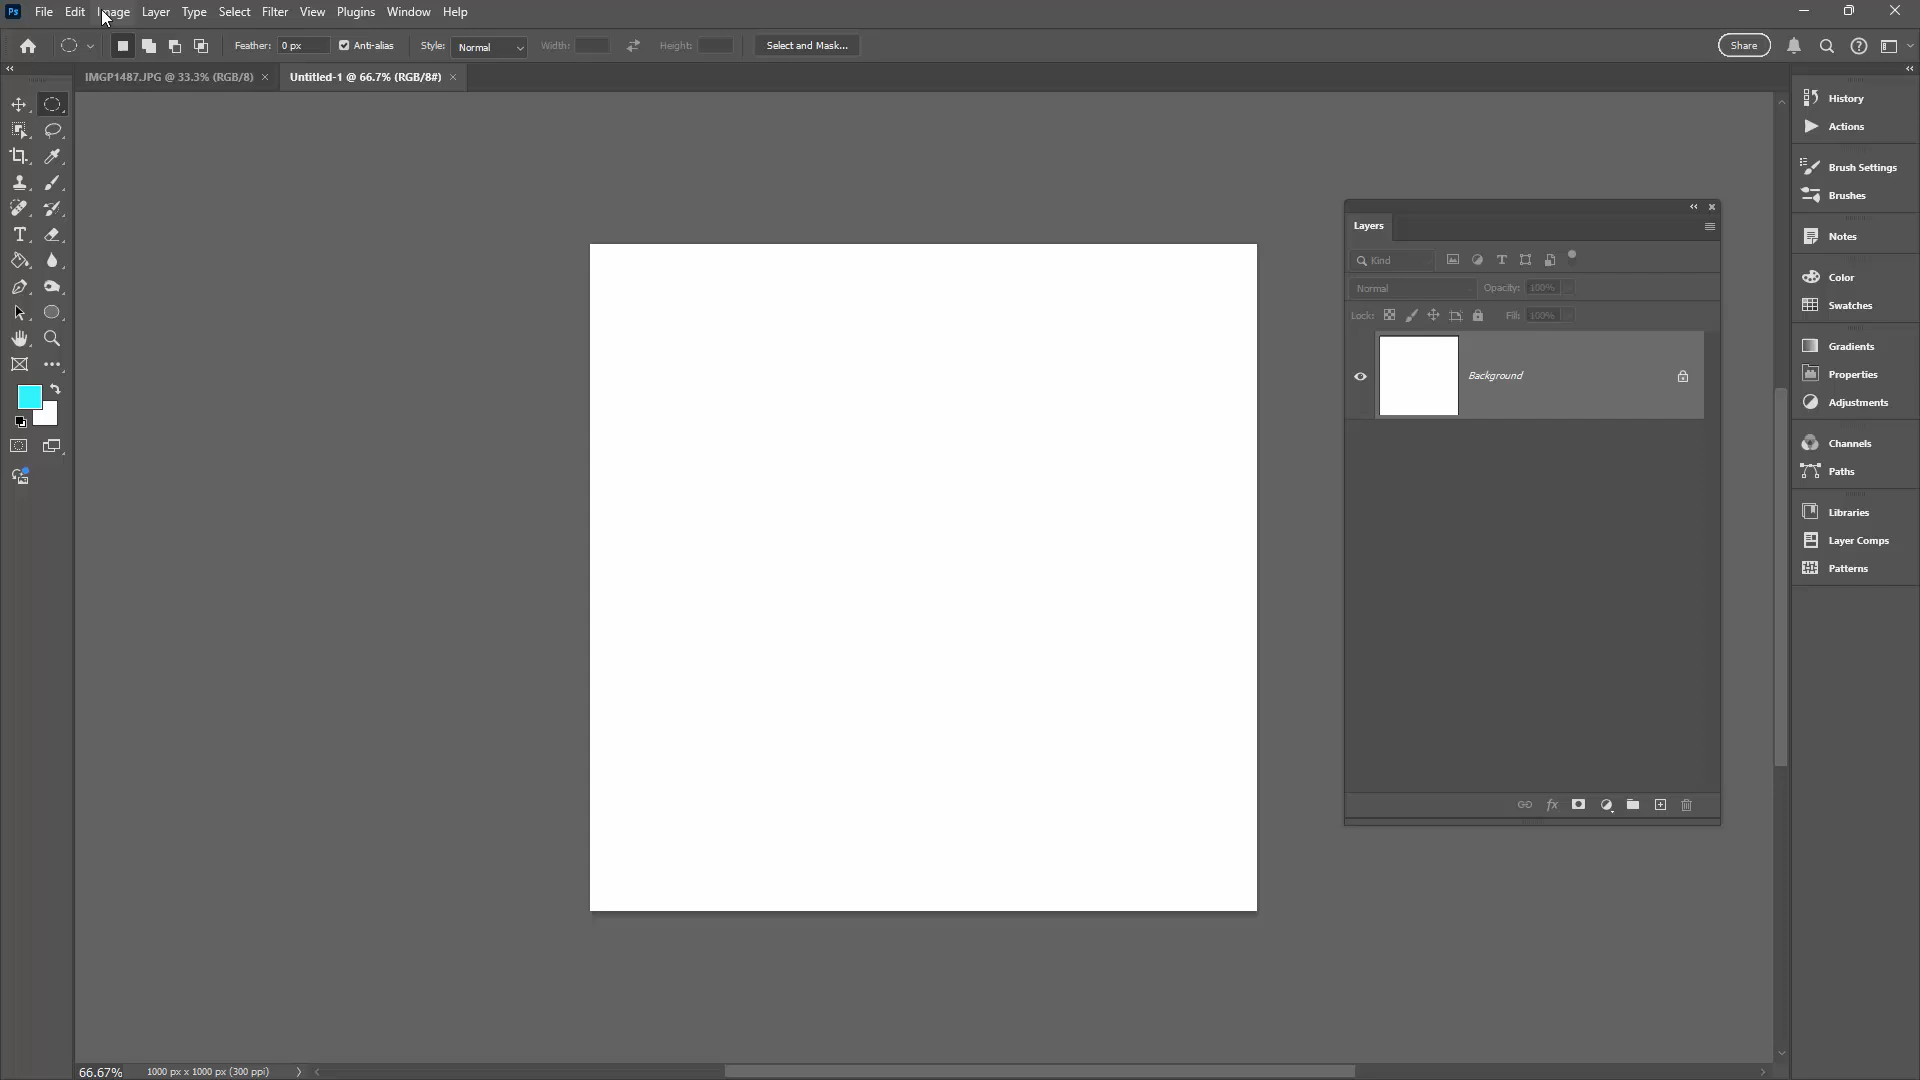 Ps File Edit Image Layer Type Select Filter View Plugins Window Help
Feather: 0 px Anti-alias Style: Normal Width: Height: Select and Mask... Share
IMGP1487.JPG @ 33.3% (RGB/8) × Untitled-1 @ 66.7% (RGB/8#) ×
History
Actions
Brush Settings
Brushes
Notes
Color
Swatches
Gradients
Properties
Adjustments
Channels
Paths
Libraries
Layer Comps
Patterns
Layers
Kind
Normal Opacity: 100%
Lock: Fill: 100%
Background
fx
66.67% 1000 px x 1000 px (300 ppi)